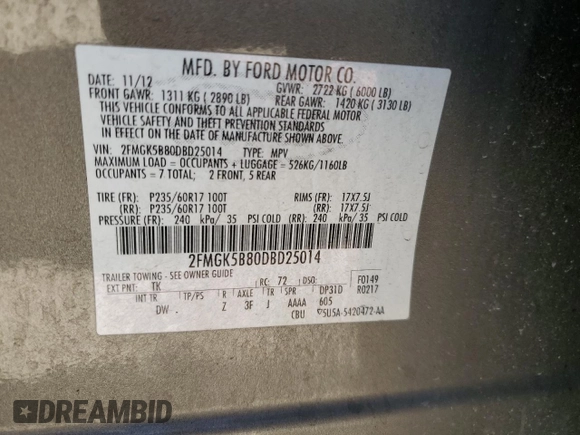 MFD. BY FORD MOTOR CO.
DATE: 11/12 GVWR: 2722 KG ( 6000 LB)
FRONT GAWR: 1311 KG ( 2890 LB) REAR GAWR: 1420 KG ( 3130 LB)
THIS VEHICLE CONFORMS TO ALL APPLICABLE FEDERAL MOTOR
VEHICLE SAFETY, BUMPER, AND THEFT PREVENTION STANDARDS
IN EFFECT ON THE DATE OF MANUFACTURE SHOWN ABOVE.
VIN: 2FMGK5B80DBD25014 TYPE: MPV
MAXIMUM LOAD = OCCUPANTS + LUGGAGE = 526KG/1160LB
OCCUPANTS = 7 TOTAL; 2 FRONT, 5 REAR
TIRE (FR): P235/60R17 100T RIMS (FR): 17X7.5J
(RR): P235/60R17 100T (RR): 17X7.5J
PRESSURE (FR): 240 kPa/ 35 PSI COLD (RR): 240 kPa/ 35 PSI COLD
2FMGK5B80DBD25014
TRAILER TOWING - SEE OWNER GUIDE
EXT PNT: TK RC: 72 DSO: F0149
INT TR TP/PS R AXLE TR SPR DP31D R0217
DW Z 3F J AAAA 605
CBU 5USA-5420472-AA
DREAMBID